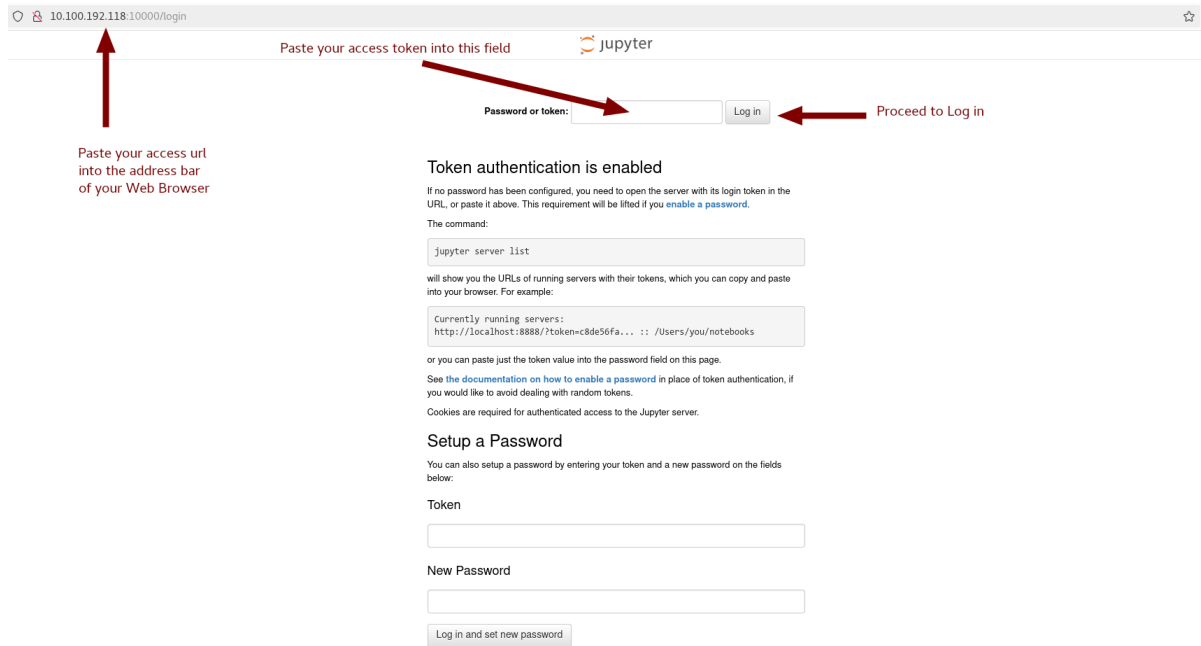 10.100.192.118:10000/login
Paste your access token into this field
jupyter
Password or token:
Log in
Proceed to Log in
Paste your access url
into the address bar
of your Web Browser
Token authentication is enabled
If no password has been configured, you need to open the server with its login token in the
URL, or paste it above. This requirement will be lifted if you enable a password.
The command:
jupyter server list
will show you the URLs of running servers with their tokens, which you can copy and paste
into your browser. For example:
Currently running servers:
http://localhost:8888/?token=c8de56fa... :: /Users/you/notebooks
or you can paste just the token value into the password field on this page.
See the documentation on how to enable a password in place of token authentication, if
you would like to avoid dealing with random tokens.
Cookies are required for authenticated access to the Jupyter server.
Setup a Password
You can also setup a password by entering your token and a new password on the fields
below:
Token
New Password
Log in and set new password